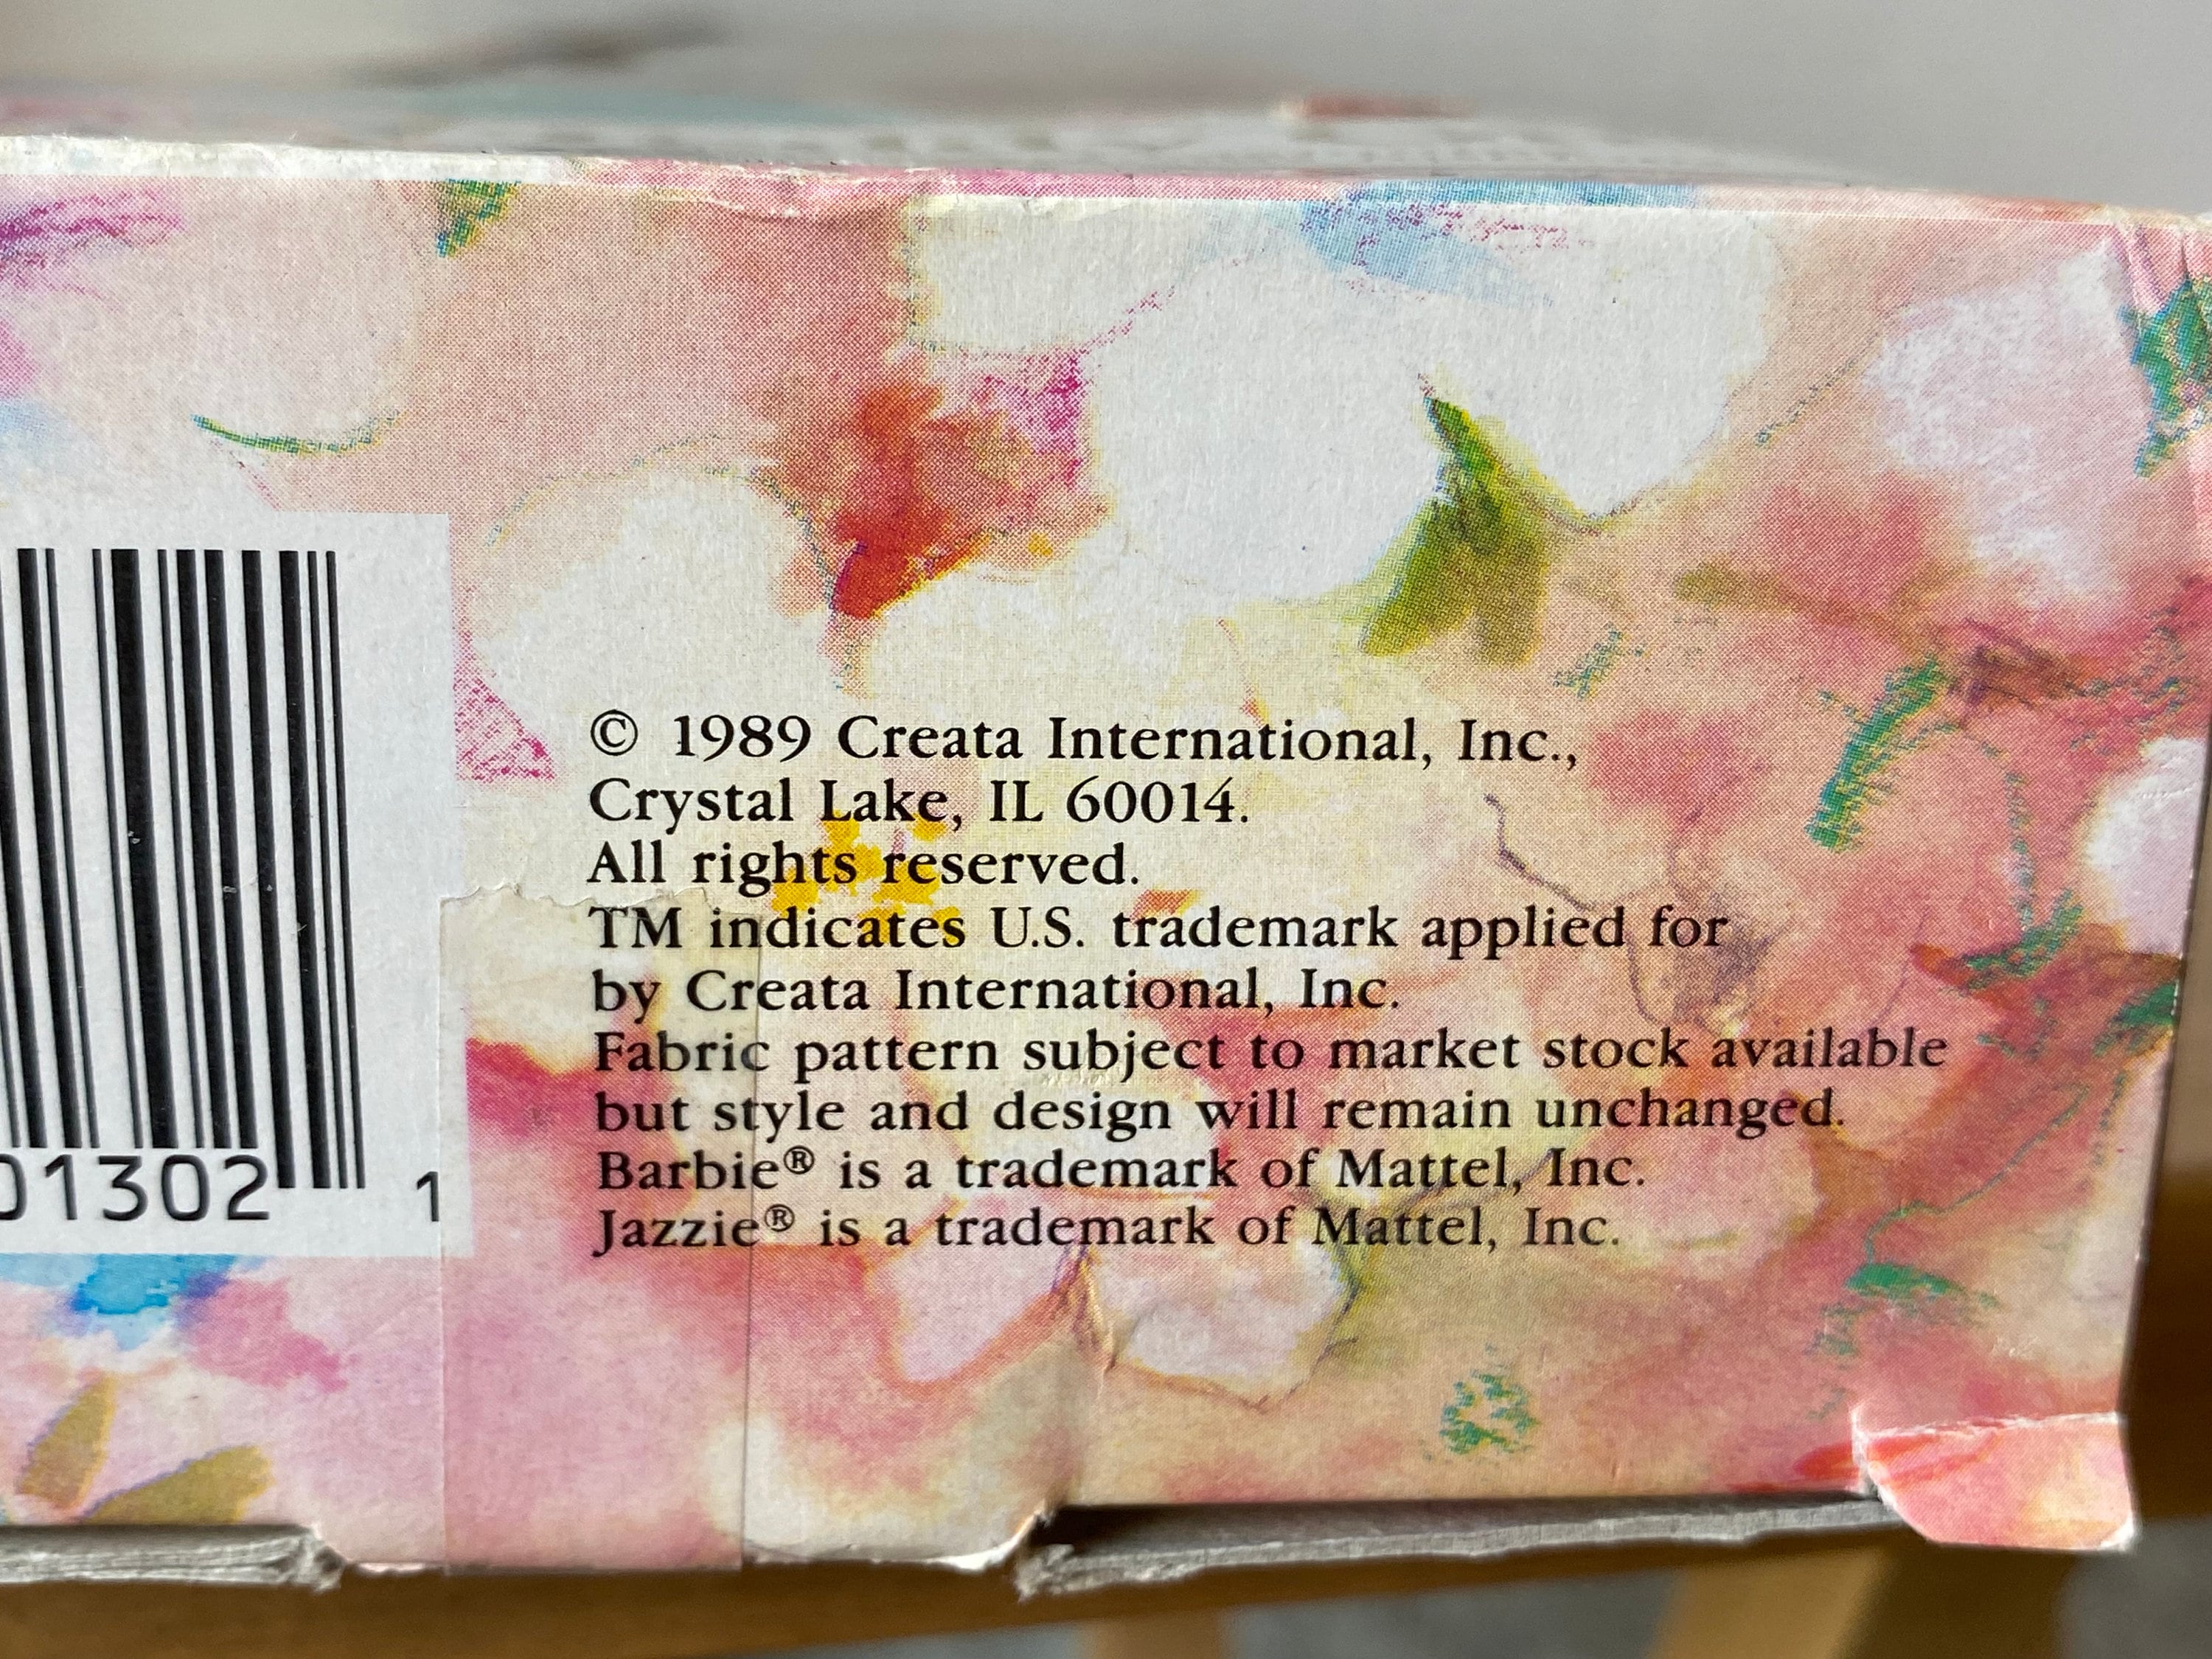 © 1989 Creata International, Inc.,
Crystal Lake, IL 60014.
All rights reserved.
TM indicates U.S. trademark applied for
by Creata International, Inc.
Fabric pattern subject to market stock available
but style and design will remain unchanged.
Barbie® is a trademark of Mattel, Inc.
Jazzie® is a trademark of Mattel, Inc.
01302 1